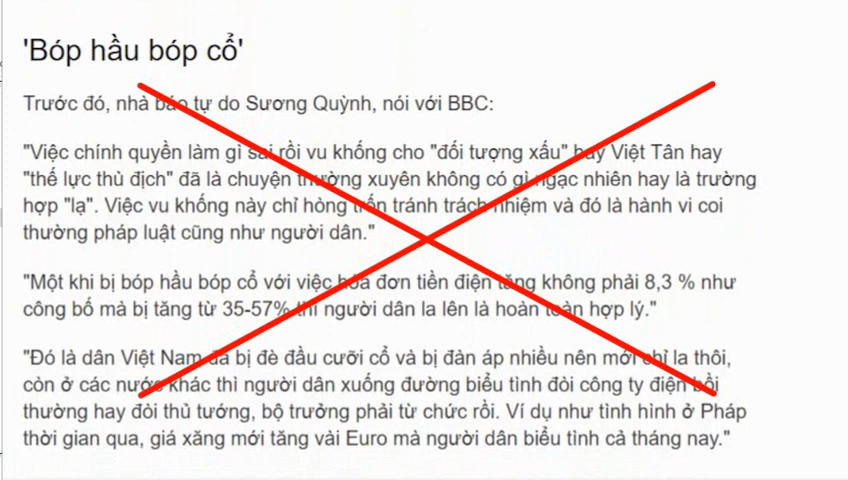 'Bóp hầu bóp cổ'
Trước đó, nhà báo tự do Sương Quỳnh, nói với BBC:
"Việc chính quyền làm gì sai rồi vu khống cho "đối tượng xấu" hay Việt Tân hay
"thế lực thù địch" đã là chuyện thường xuyên không có gì ngạc nhiên hay là trường
hợp "lạ". Việc vu khống này chỉ hòng trốn tránh trách nhiệm và đó là hành vi coi
thường pháp luật cũng như người dân."
"Một khi bị bóp hầu bóp cổ với việc hóa đơn tiền điện tăng không phải 8,3 % như
công bố mà bị tăng từ 35-57% thì người dân la lên là hoàn toàn hợp lý."
"Đó là dân Việt Nam đã bị đè đầu cưỡi cổ và bị đàn áp nhiều nên mới chỉ la thôi,
còn ở các nước khác thì người dân xuống đường biểu tình đòi công ty điện bồi
thường hay đòi thủ tướng, bộ trưởng phải từ chức rồi. Ví dụ như tình hình ở Pháp
thời gian qua, giá xăng mới tăng vài Euro mà người dân biểu tình cả tháng nay."